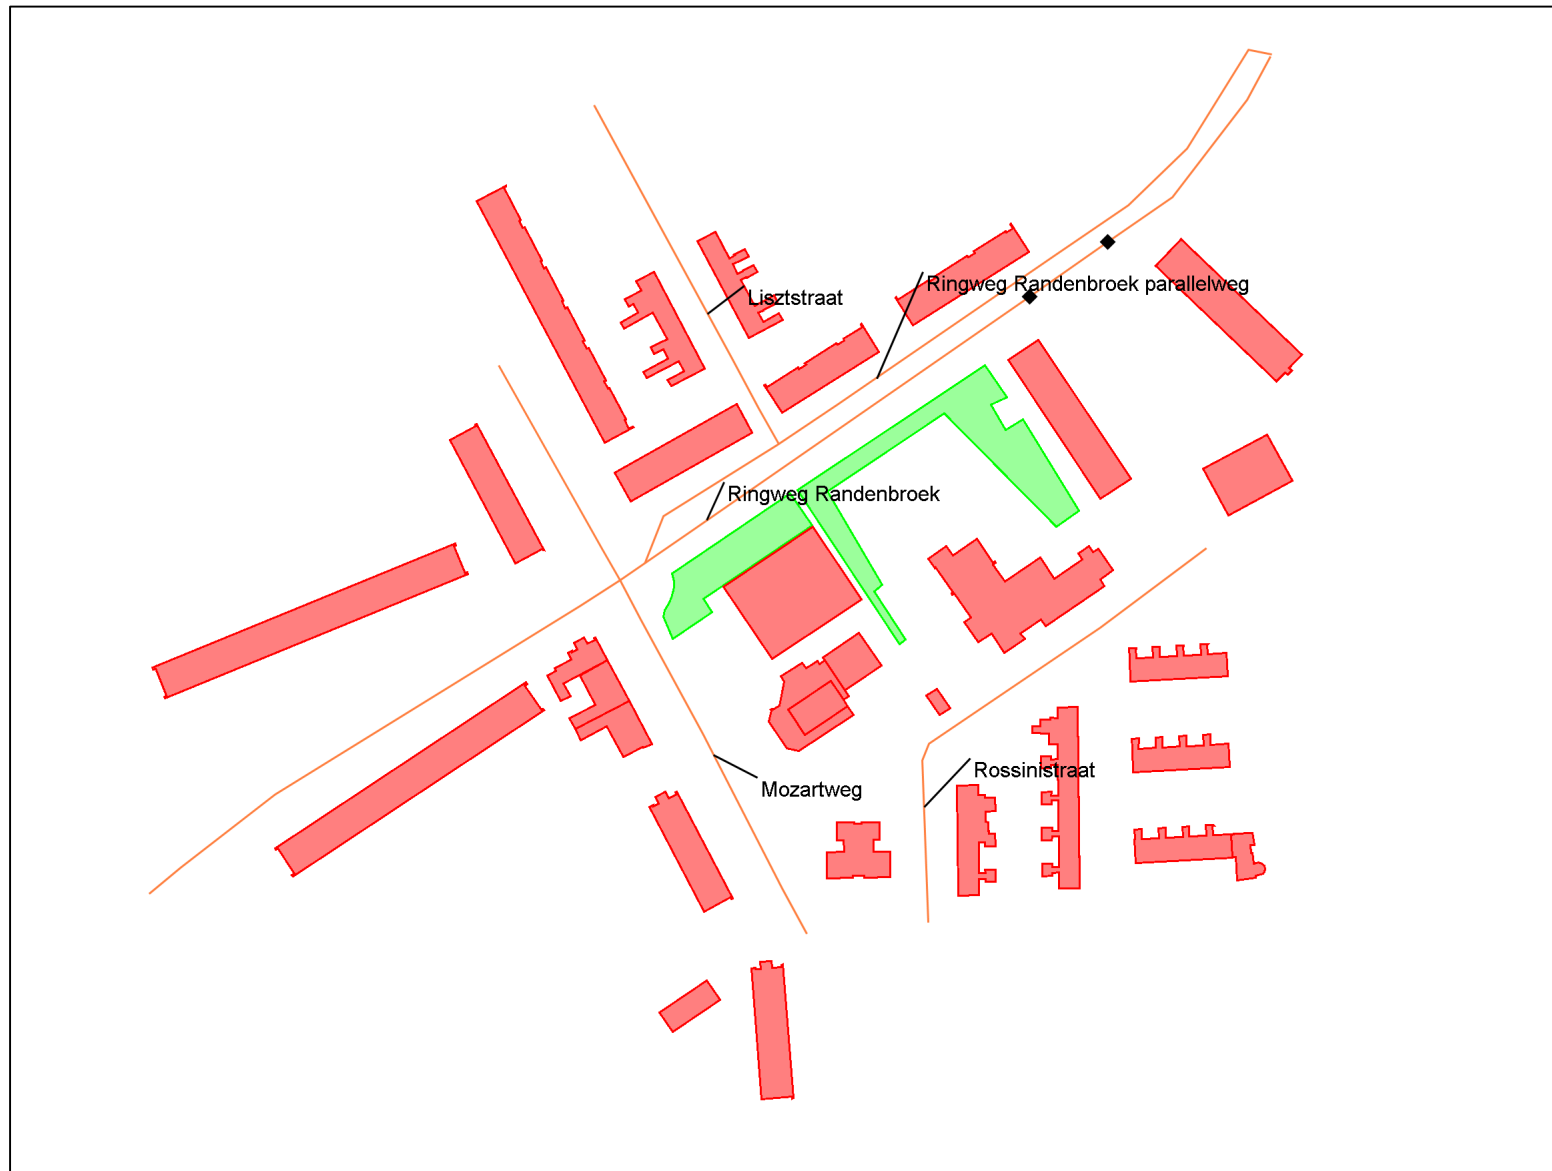 Ringweg Randenbroek parallelweg
Lisztstraat
Ringweg Randenbroek
Rossinistraat
Mozartweg